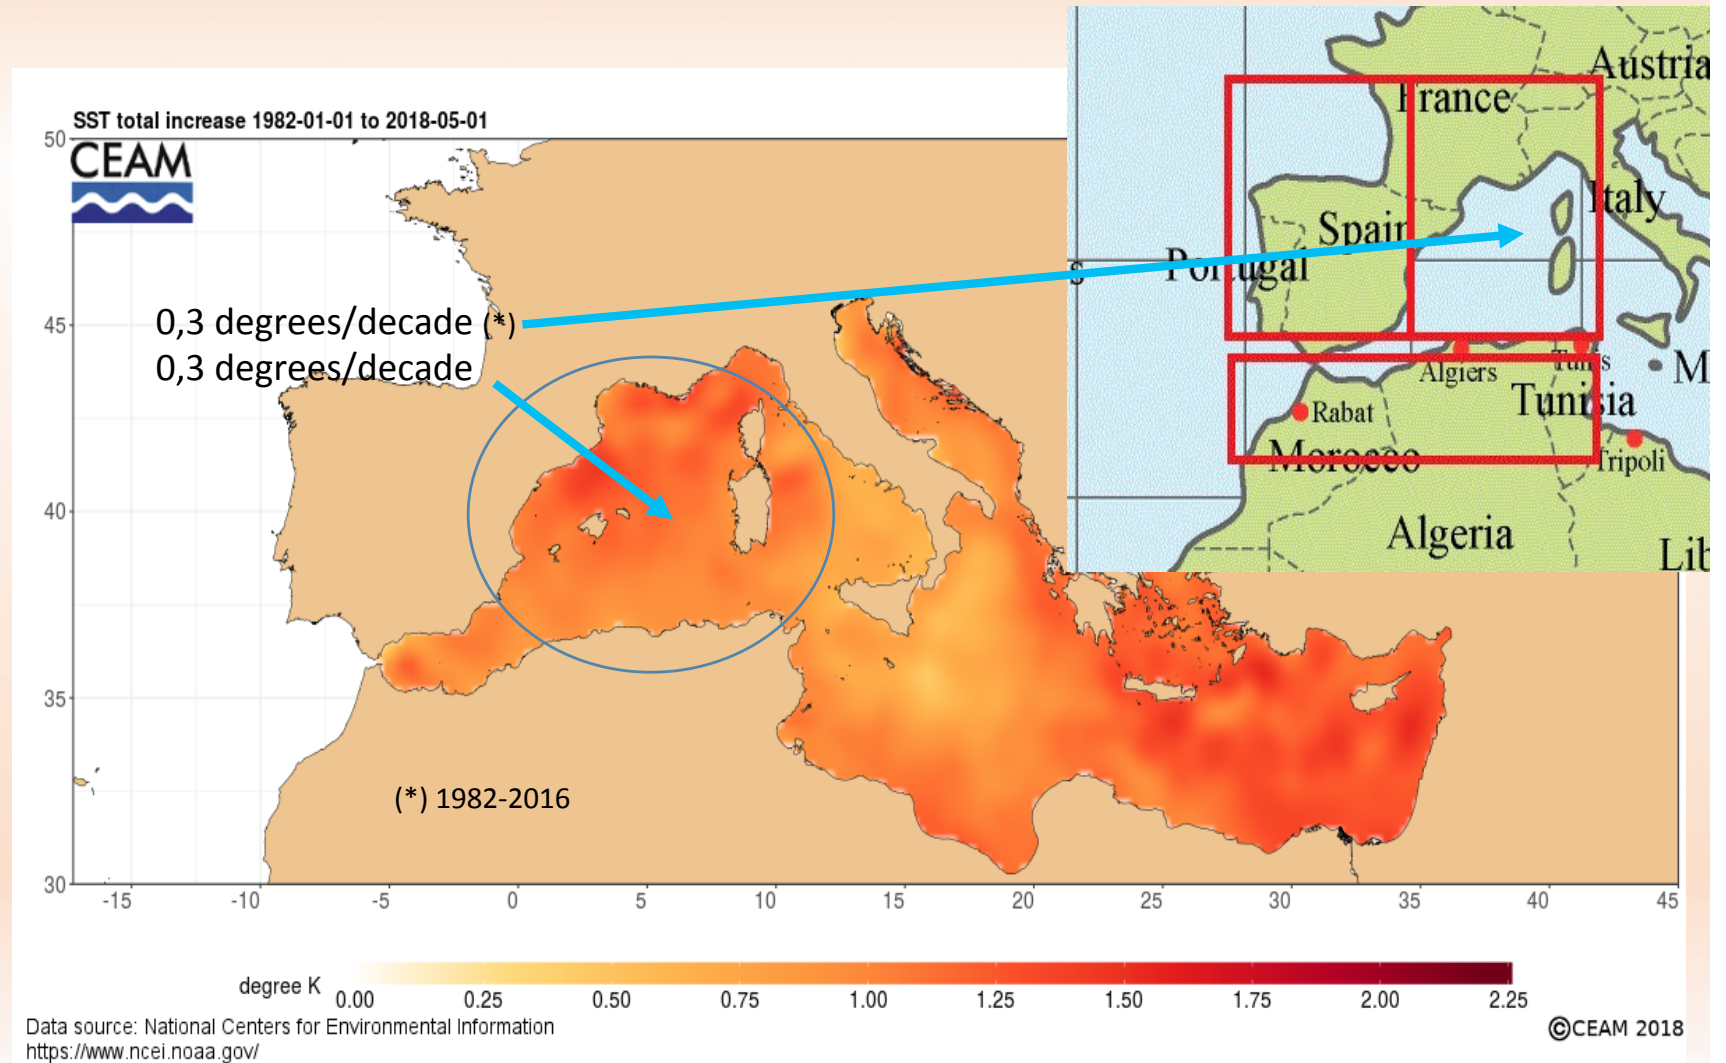 SST total increase 1982-01-01 to 2018-05-01
CEAM
50
45
40
35
30
0,3 degrees/decade (*)
0,3 degrees/decade
(*) 1982-2016
-15 -10 -5 0 5 10 15 20 25 30 35 40 45
Austria
France
Italy
Spain
Portugal
s
Algiers
Tunis
M
Tunisia
Rabat
Morocco
Tripoli
Algeria
Lib
degree K
0.00 0.25 0.50 0.75 1.00 1.25 1.50 1.75 2.00 2.25
Data source: National Centers for Environmental Information
https://www.ncei.noaa.gov/
©CEAM 2018